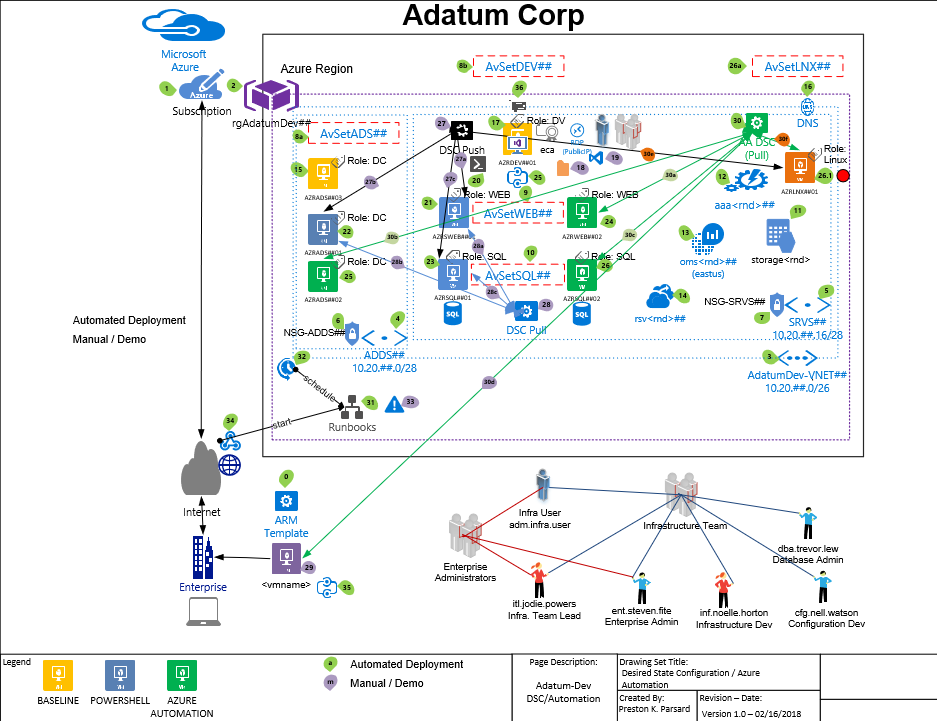 Adatum Corp
Microsoft
Azure
Azure
1
2
Subscription
rgAdatumDev##
Azure Region
8b
AvSetDEV##
26a
AvSetLNX##
8a
AvSetADS##
36
17
Role: DV
AZRDEV##01
eca
RDP
(PublicIP)
18
19
25
16
DNS
30
AA DSC
(Pull)
30e
30f
Role:
Linux
AZRLNX##01
26.1
27
DSC Push
27a
27b
27c
20
15
Role: DC
AZRADS##03
Role: DC
22
AZRADS##01
Role: DC
25
AZRADS##02
21
Role: WEB
9
AvSetWEB##
Role: WEB
24
AZRWEB##02
30a
30b
30c
28a
28b
28c
23
Role: SQL
10
AvSetSQL##
Role: SQL
26
AZRSQL##01
AZRSQL##02
SQL
SQL
28
DSC Pull
12
aaa<rnd>##
11
storage<rnd>
13
oms<rnd>##
(eastus)
14
rsv<rnd>##
NSG-SRVS##
7
5
SRVS##
10.20.##.16/28
3
AdatumDev-VNET##
10.20.##.0/26
6
NSG-ADDS##
4
ADDS##
10.20.##.0/28
Automated Deployment
Manual / Demo
32
schedule
31
33
Runbooks
start
30d
34
Internet
0
ARM
Template
29
<vmname>
35
Enterprise
Infra User
adm.infra.user
Infrastructure Team
Enterprise
Administrators
itl.jodie.powers
Infra. Team Lead
ent.steven.fite
Enterprise Admin
inf.noelle.horton
Infrastructure Dev
dba.trevor.lew
Database Admin
cfg.nell.watson
Configuration Dev
Legend
BASELINE
POWERSHELL
AZURE
AUTOMATION
a
Automated Deployment
m
Manual / Demo
Page Description:
Adatum-Dev
DSC/Automation
Drawing Set Title:
Desired State Configuration / Azure
Automation
Created By:
Preston K. Parsard
Revision – Date:
Version 1.0 – 02/16/2018